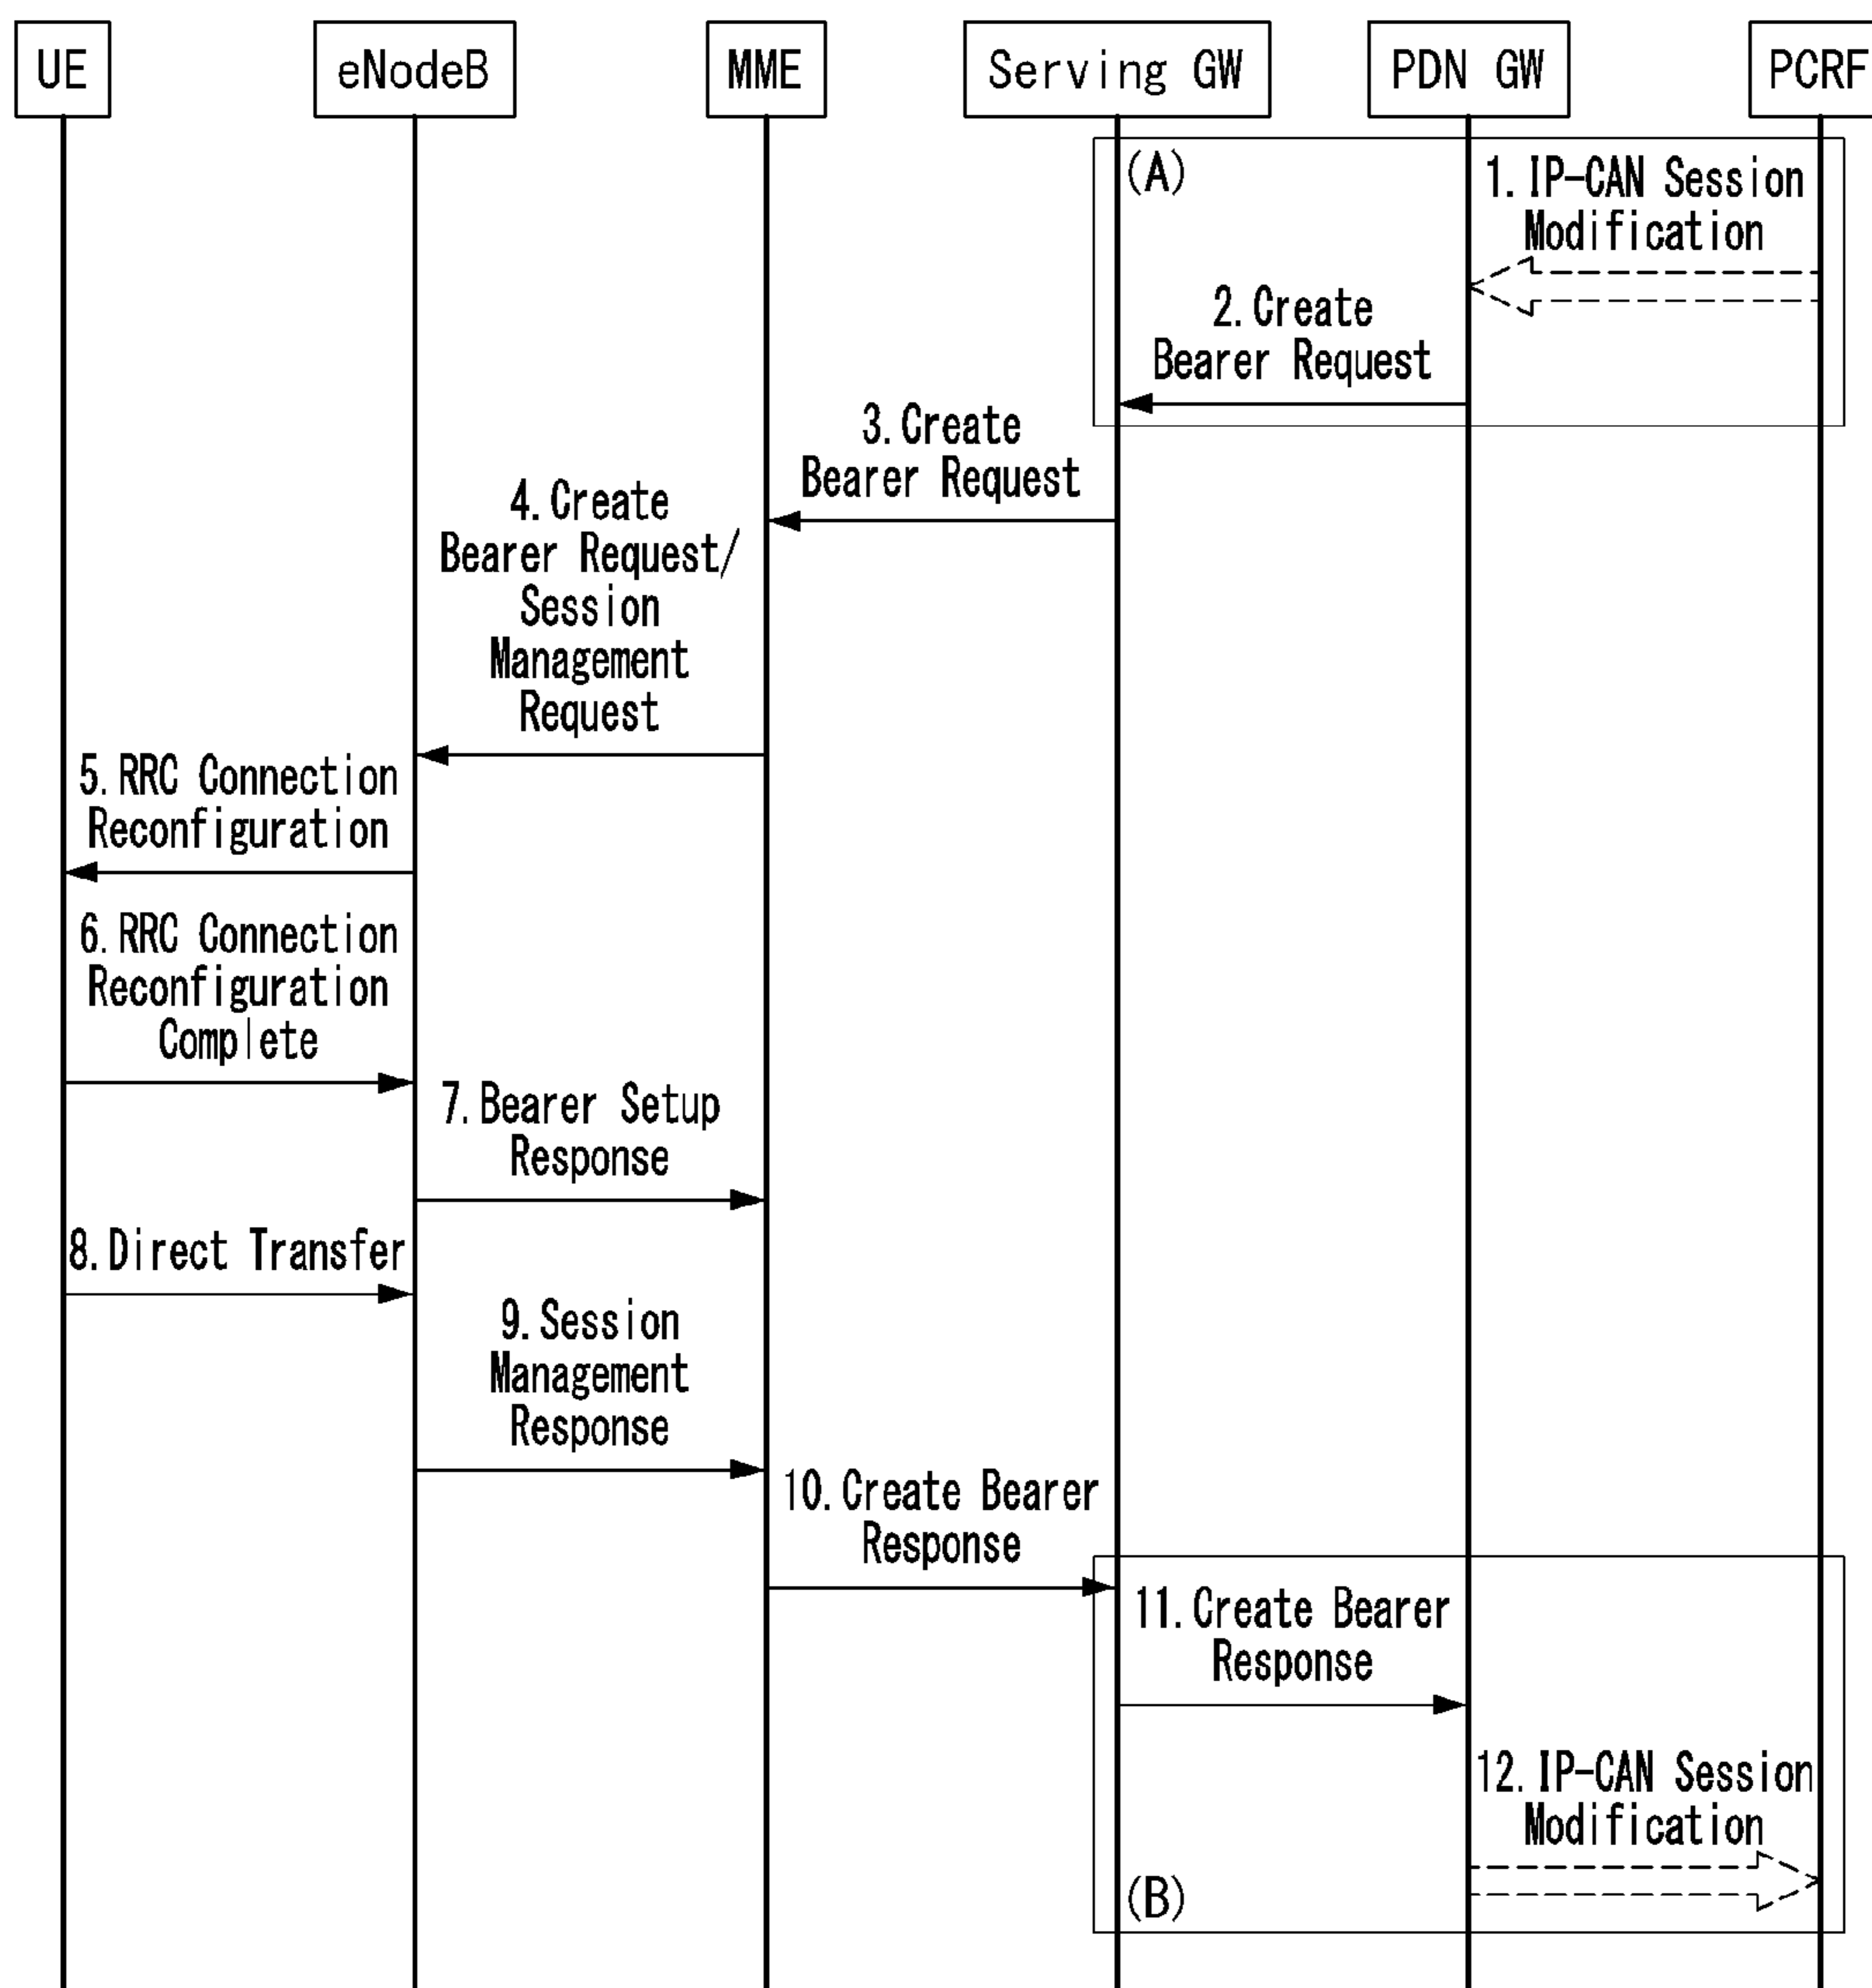 UE
eNodeB
MME
Serving GW
PDN GW
PCRF
(A)
1.IP-CAN Session
Modification
2.Create
Bearer Request
3.Create
Bearer Request
4.Create
Bearer Request/
Session
Management
Request
5.RRC Connection
Reconfiguration
6.RRC Connection
Reconfiguration
Complete
7.Bearer Setup
Response
8.Direct Transfer
9.Session
Management
Response
10.Create Bearer
Response
11.Create Bearer
Response
12.IP-CAN Session
Modification
(B)